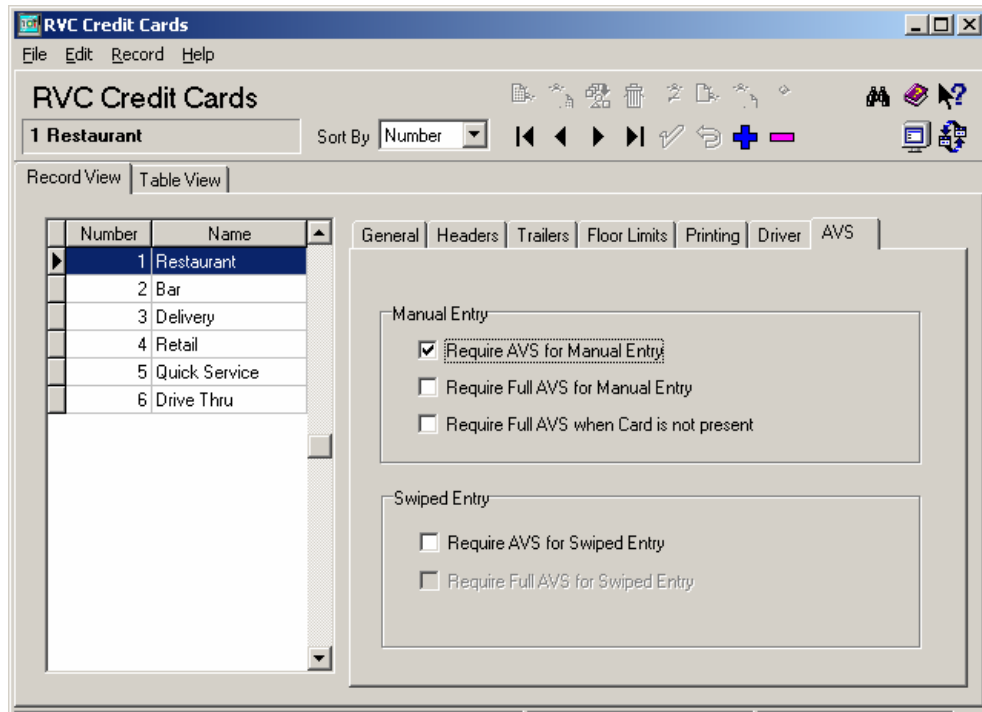 RVC Credit Cards
File Edit Record Help
RVC Credit Cards
1 Restaurant
Sort By Number
Record View Table View
Number Name
1 Restaurant
2 Bar
3 Delivery
4 Retail
5 Quick Service
6 Drive Thru
General Headers Trailers Floor Limits Printing Driver AVS
Manual Entry
Require AVS for Manual Entry
Require Full AVS for Manual Entry
Require Full AVS when Card is not present
Swiped Entry
Require AVS for Swiped Entry
Require Full AVS for Swiped Entry